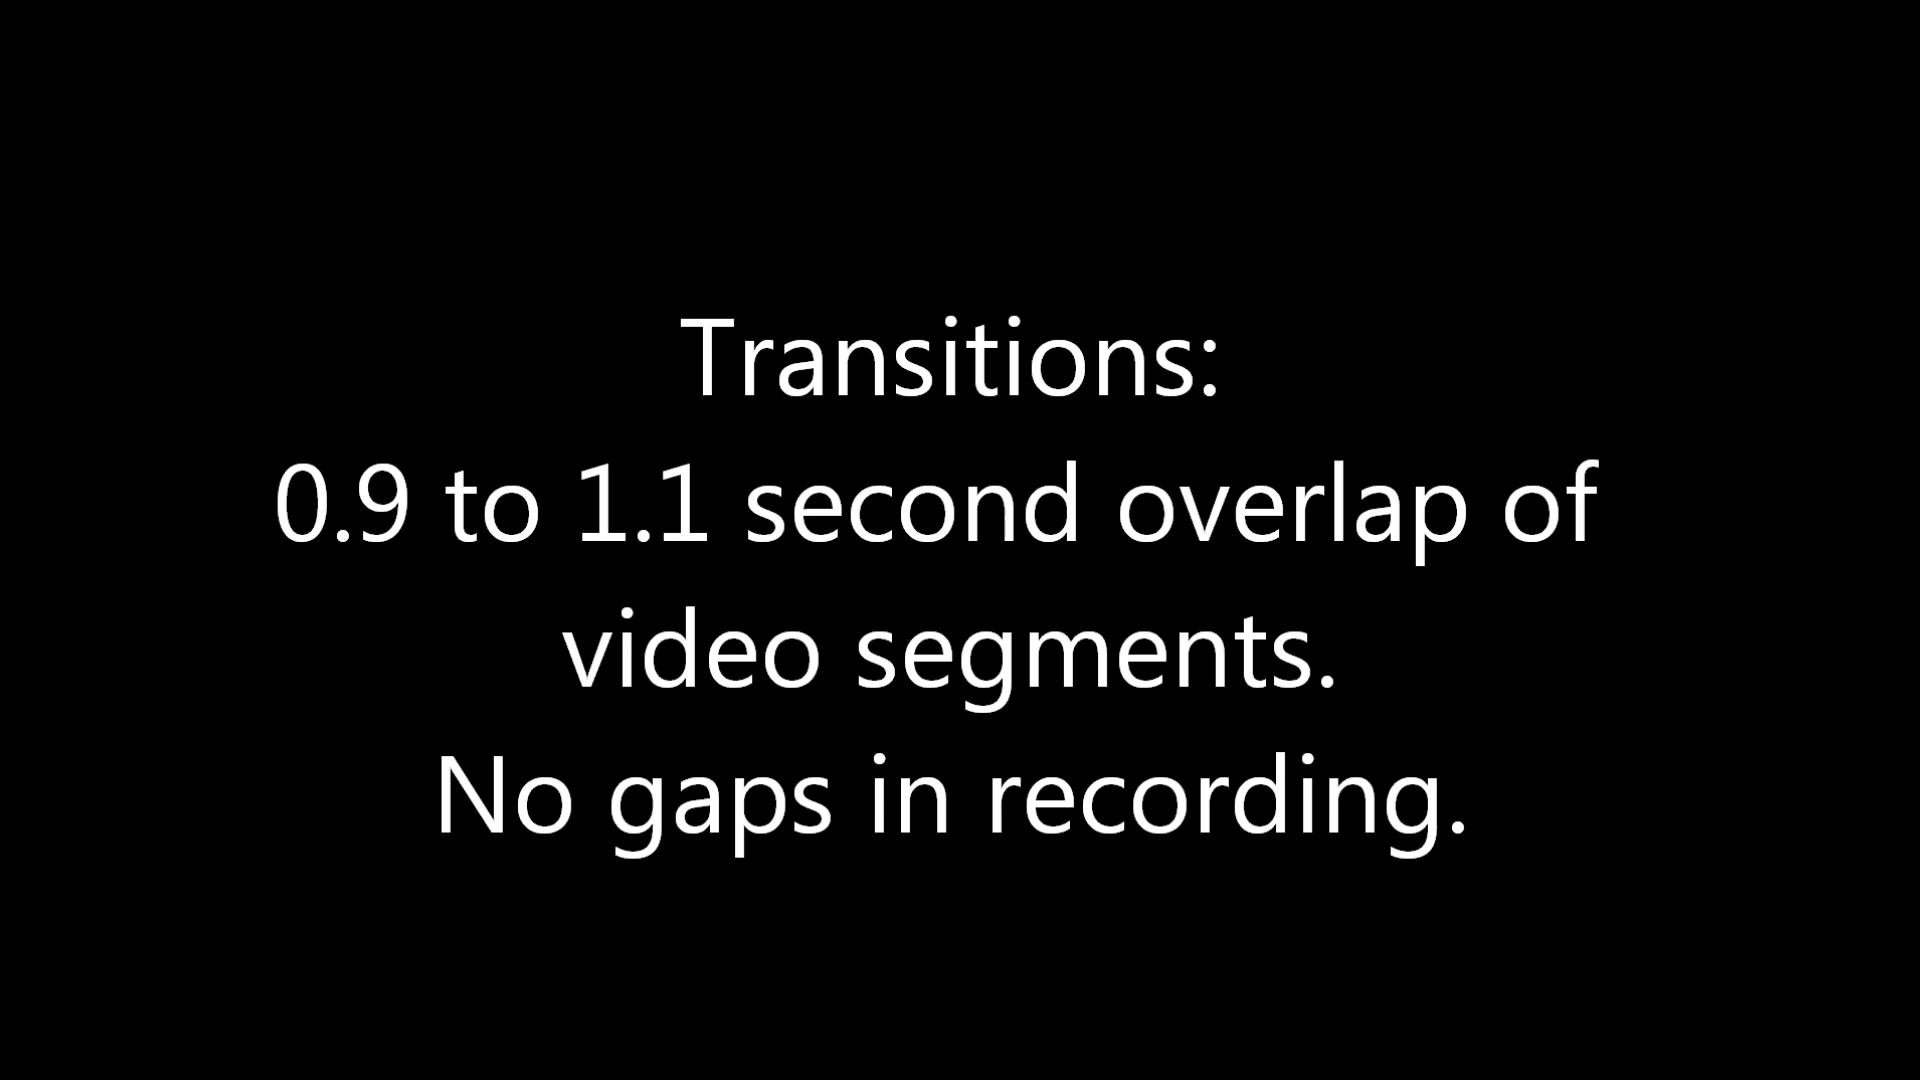 Transitions:
0.9 to 1.1 second overlap of
video segments.
No gaps in recording.